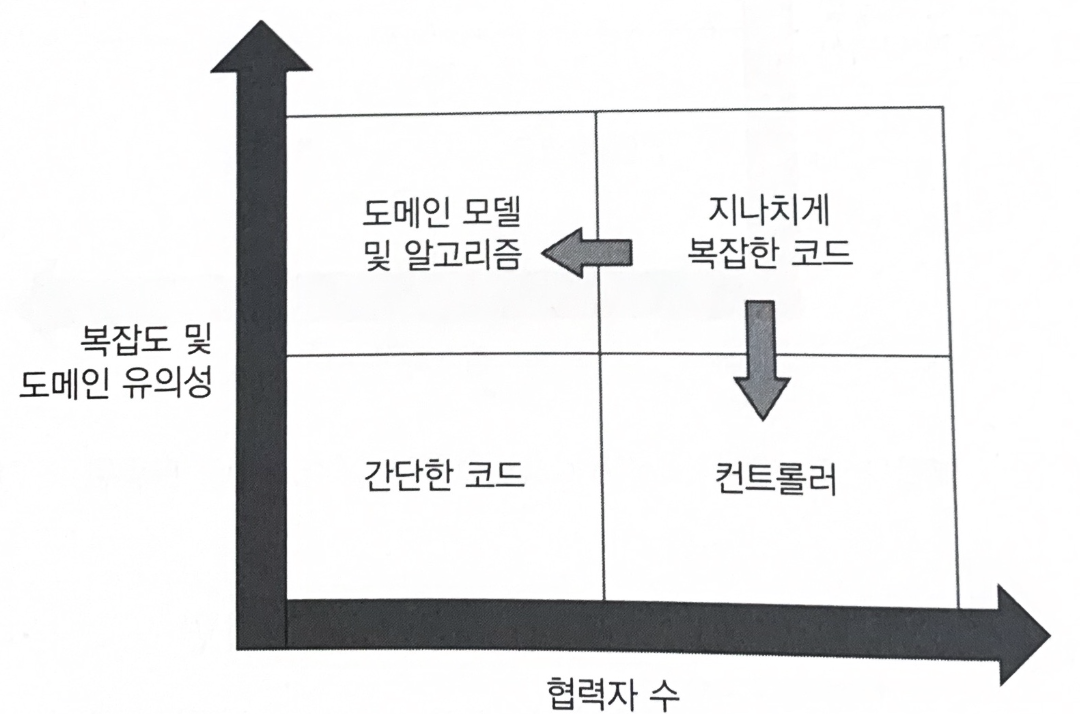 도메인 모델
및 알고리즘
지나치게
복잡한 코드
복잡도 및
도메인 유의성
간단한 코드
컨트롤러
협력자 수